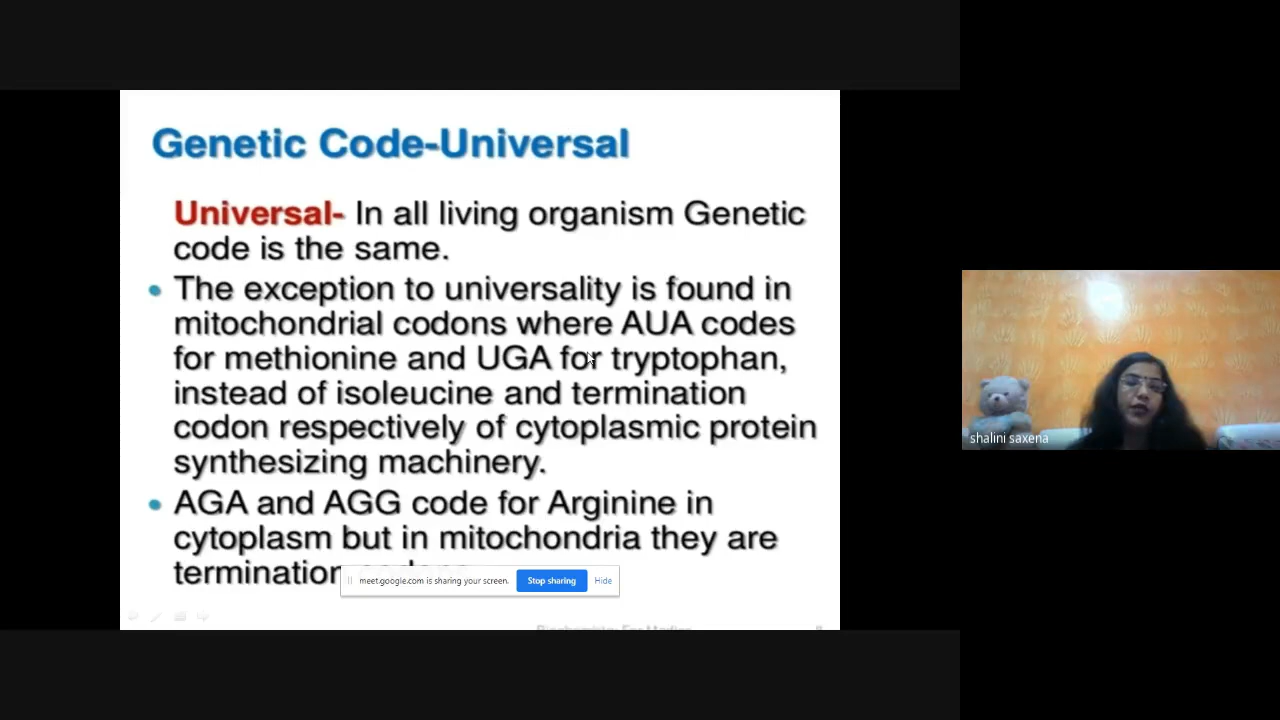 Genetic Code-Universal
Universal- In all living organism Genetic
code is the same.
The exception to universality is found in
mitochondrial codons where AUA codes
for methionine and UGA for tryptophan,
instead of isoleucine and termination
codon respectively of cytoplasmic protein
synthesizing machinery.
AGA and AGG code for Arginine in
cytoplasm but in mitochondria they are
termination
meet.google.com is sharing your screen.
Stop sharing
Hide
shalini saxena